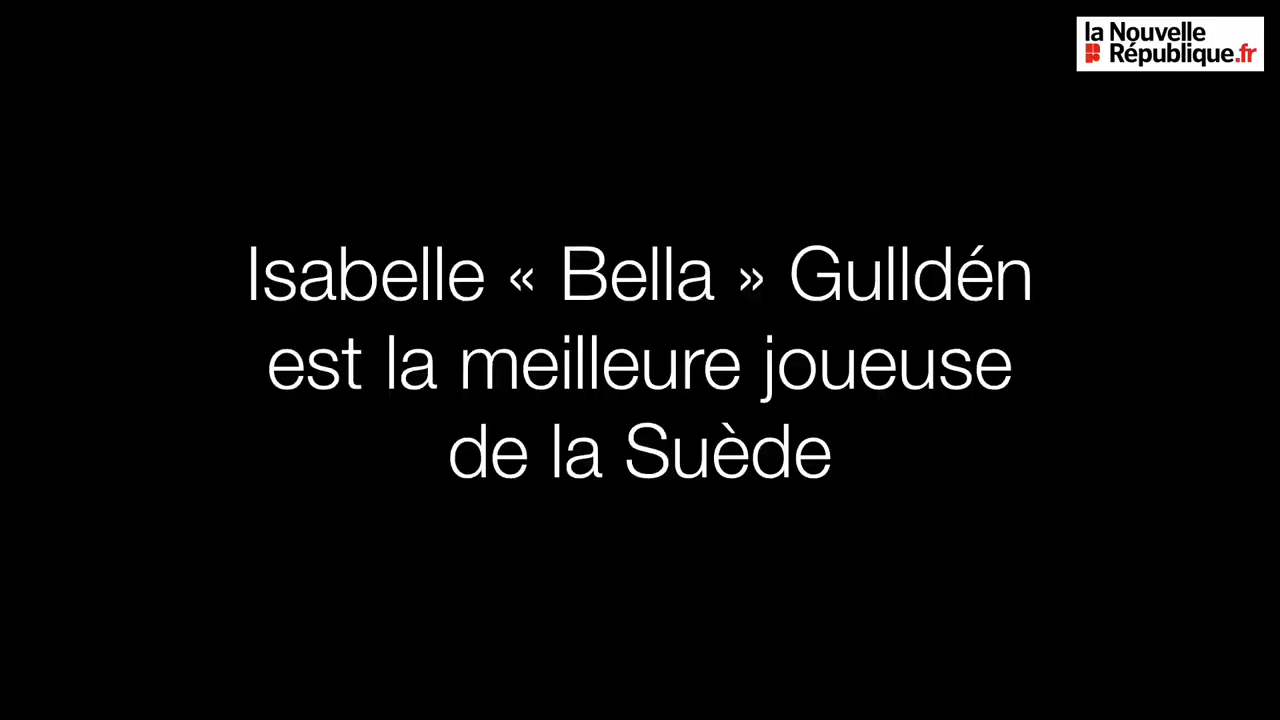 la Nouvelle
République.fr
Isabelle « Bella » Gulldén
est la meilleure joueuse
de la Suède